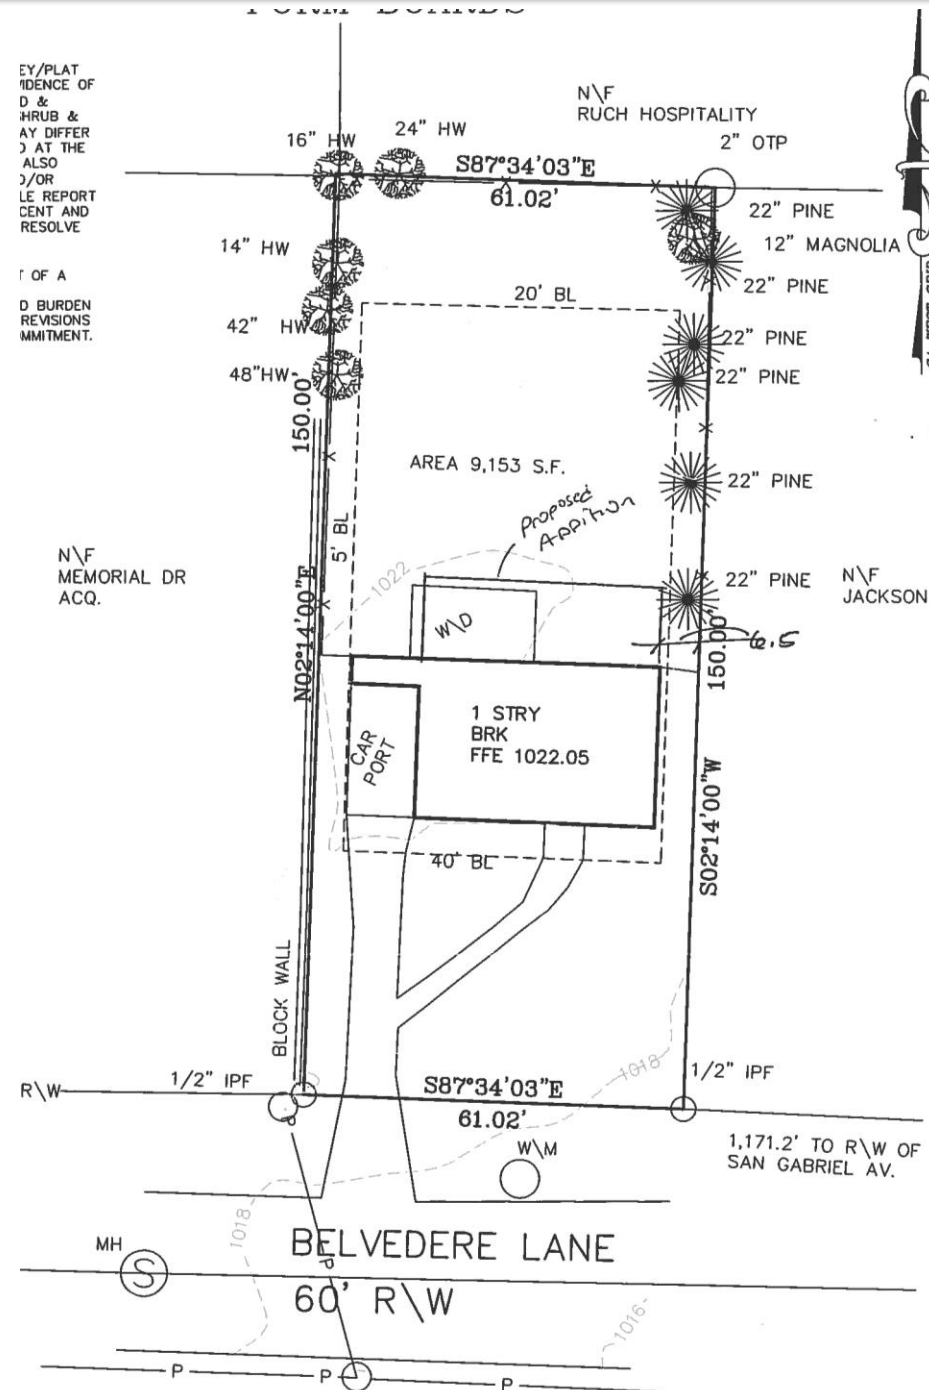 FORM BOARDS
EY/PLAT
IDENCE OF
D &
HRUB &
AY DIFFER
D AT THE
ALSO
D/OR
LE REPORT
CENT AND
RESOLVE
T OF A
D BURDEN
REVISIONS
MMITMENT.
N\F
RUCH HOSPITALITY
16" HW
24" HW
2" OTP
S87°34'03"E
61.02'
22" PINE
12" MAGNOLIA
14" HW
22" PINE
20' BL
42" HW
22" PINE
48"HW
22" PINE
150.00'
AREA 9,153 S.F.
22" PINE
Proposed
Addition
5' BL
1022
N\F
MEMORIAL DR
ACQ.
22" PINE
N\F
JACKSON
N02°14'00"E
W\D
150.00'
6.5
1 STRY
BRK
FFE 1022.05
CAR
PORT
S02°14'00"W
40' BL
BLOCK WALL
1018
R\W
1/2" IPF
S87°34'03"E
61.02'
1/2" IPF
1,171.2' TO R\W OF
SAN GABRIEL AV.
W\M
P
1018
MH
S
BELVEDERE LANE
P
60' R\W
1016
P
P
P